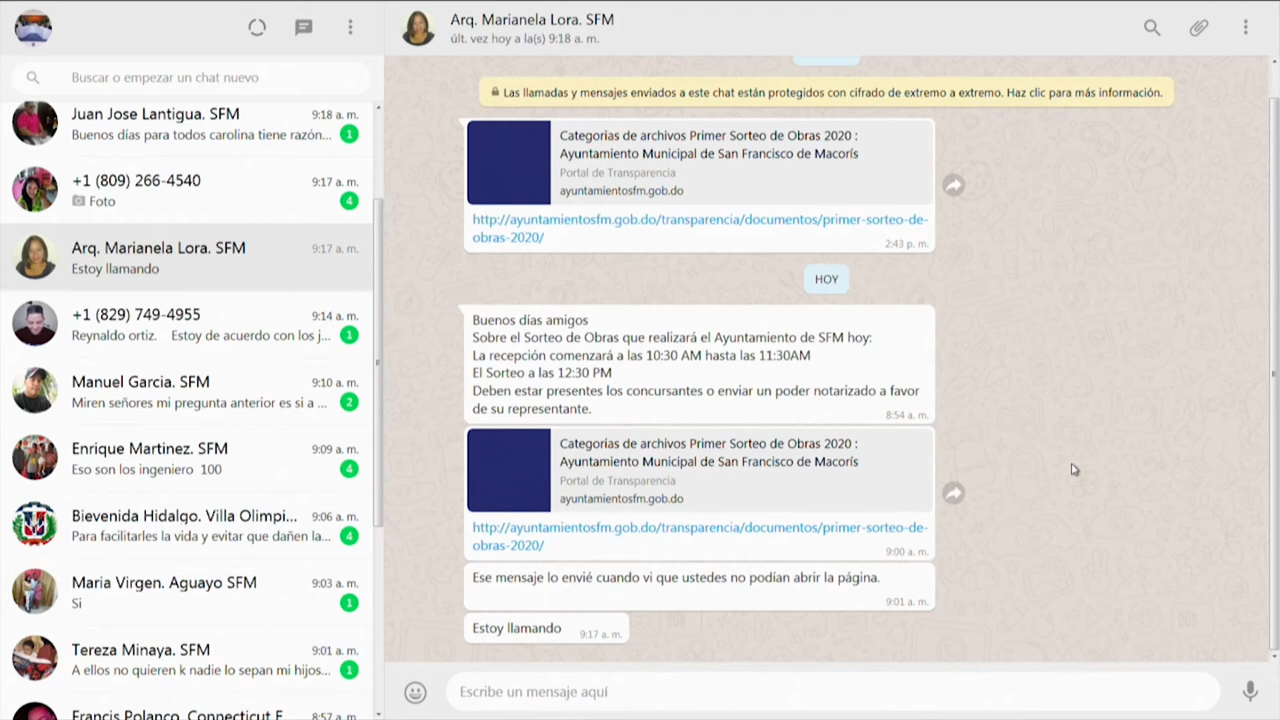 Buscar o empezar un chat nuevo
Juan Jose Lantigua. SFM 9:18 a. m.
Buenos dias para todos carolina tiene razón... 1
+1 (809) 266-4540 9:17 a. m.
Foto 4
Arq. Marianela Lora. SFM 9:17 a. m.
Estoy llamando
+1 (829) 749-4955 9:14 a. m.
Reynaldo ortiz. Estoy de acuerdo con los j... 1
Manuel Garcia. SFM 9:10 a. m.
Miren señores mi pregunta anterior es si a ... 2
Enrique Martinez. SFM 9:09 a. m.
Eso son los ingeniero 100 4
Bievenida Hidalgo. Villa Olimpi... 9:06 a. m.
Para facilitarles la vida y evitar que dañen la... 4
Maria Virgen. Aguayo SFM 9:03 a. m.
Si 1
Tereza Minaya. SFM 9:01 a. m.
A ellos no quieren k nadie lo sepan mi hijos... 1
Francis Polanco. Connecticut E 8:57 a. m.
Arq. Marianela Lora. SFM
últ. vez hoy a la(s) 9:18 a. m.
Las llamadas y mensajes enviados a este chat están protegidos con cifrado de extremo a extremo. Haz clic para más información.
Categorias de archivos Primer Sorteo de Obras 2020 :
Ayuntamiento Municipal de San Francisco de Macorís
Portal de Transparencia
ayuntamientosfm.gob.do
http://ayuntamientosfm.gob.do/transparencia/documentos/primer-sorteo-de-
obras-2020/ 2:43 p. m.
HOY
Buenos días amigos
Sobre el Sorteo de Obras que realizará el Ayuntamiento de SFM hoy:
La recepción comenzará a las 10:30 AM hasta las 11:30AM
El Sorteo a las 12:30 PM
Deben estar presentes los concursantes o enviar un poder notarizado a favor
de su representante. 8:54 a. m.
Categorias de archivos Primer Sorteo de Obras 2020 :
Ayuntamiento Municipal de San Francisco de Macorís
Portal de Transparencia
ayuntamientosfm.gob.do
http://ayuntamientosfm.gob.do/transparencia/documentos/primer-sorteo-de-
obras-2020/ 9:00 a. m.
Ese mensaje lo envié cuando vi que ustedes no podían abrir la página.
9:01 a. m.
Estoy llamando 9:17 a. m.
Escribe un mensaje aquí